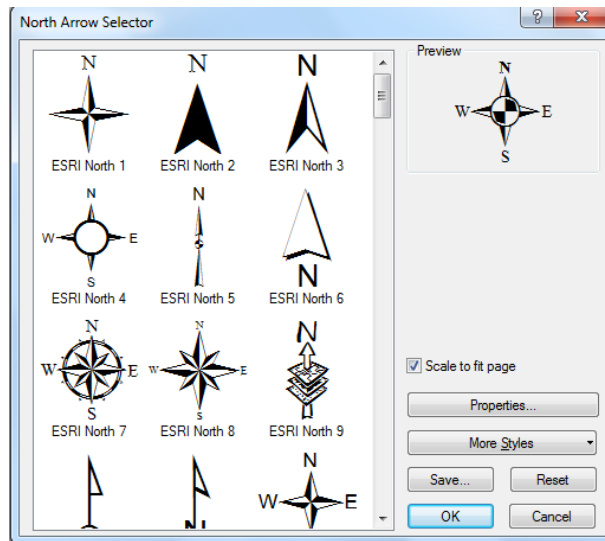 North Arrow Selector
N
N
N
ESRI North 1
ESRI North 2
ESRI North 3
N
W
E
S
ESRI North 4
N
ESRI North 5
N
ESRI North 6
N
W
E
S
ESRI North 7
N
W
E
S
ESRI North 8
N
ESRI North 9
N
W
E
Preview
N
W
E
S
Scale to fit page
Properties...
More Styles
Save...
Reset
OK
Cancel